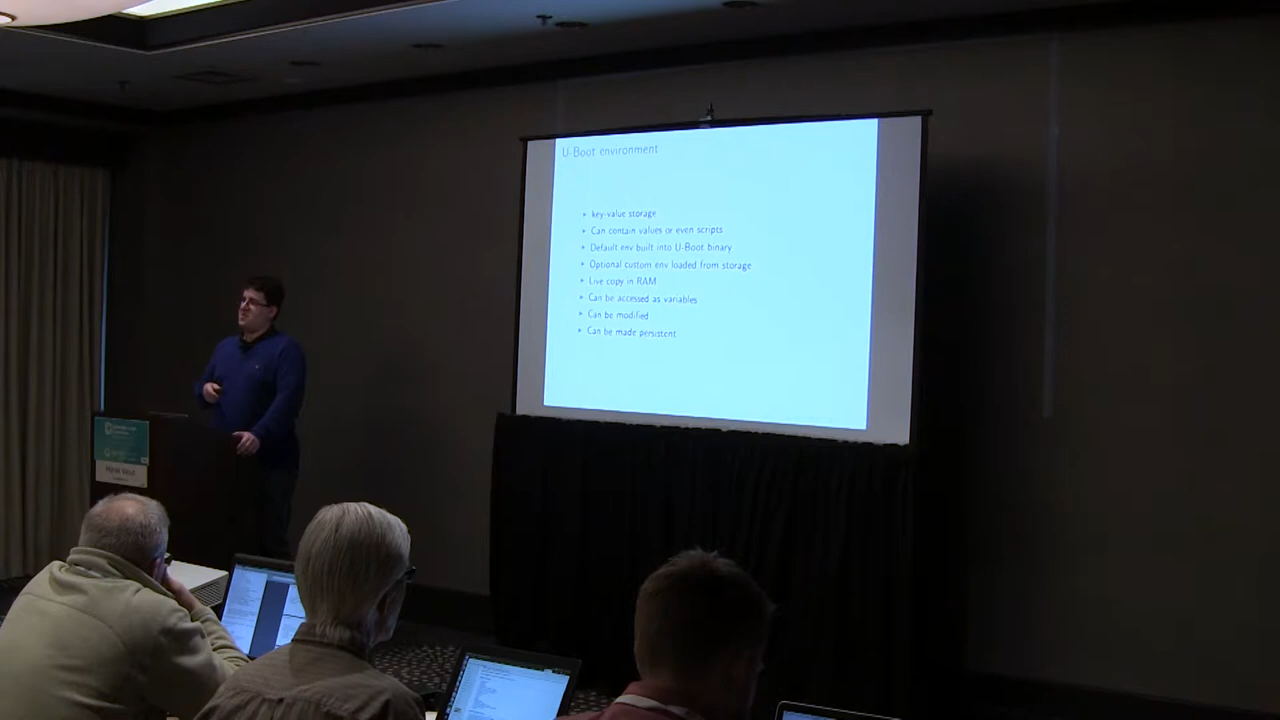 U-Boot environment
key-value storage
Can contain values or even scripts
Default env built into U-Boot binary
Optional custom env loaded from storage
Live copy in RAM
Can be accessed as variables
Can be modified
Can be made persistent